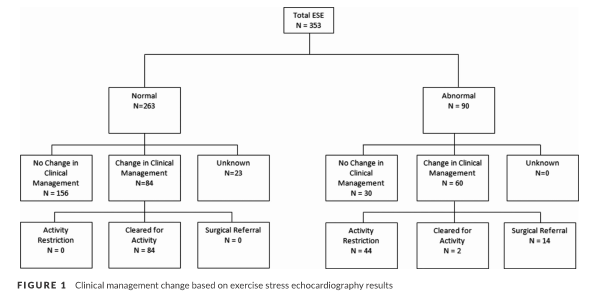 Total ESE
N = 353
Normal
N=263
Abnormal
N = 90
No Change in
Clinical
Management
N = 156
Change in Clinical
Management
N=84
Unknown
N=23
No Change in
Clinical
Management
N = 30
Change in Clinical
Management
N = 60
Unknown
N=0
Activity
Restriction
N = 0
Cleared for
Activity
N = 84
Surgical Referral
N = 0
Activity
Restriction
N = 44
Cleared for
Activity
N = 2
Surgical Referral
N = 14
FIGURE 1 Clinical management change based on exercise stress echocardiography results